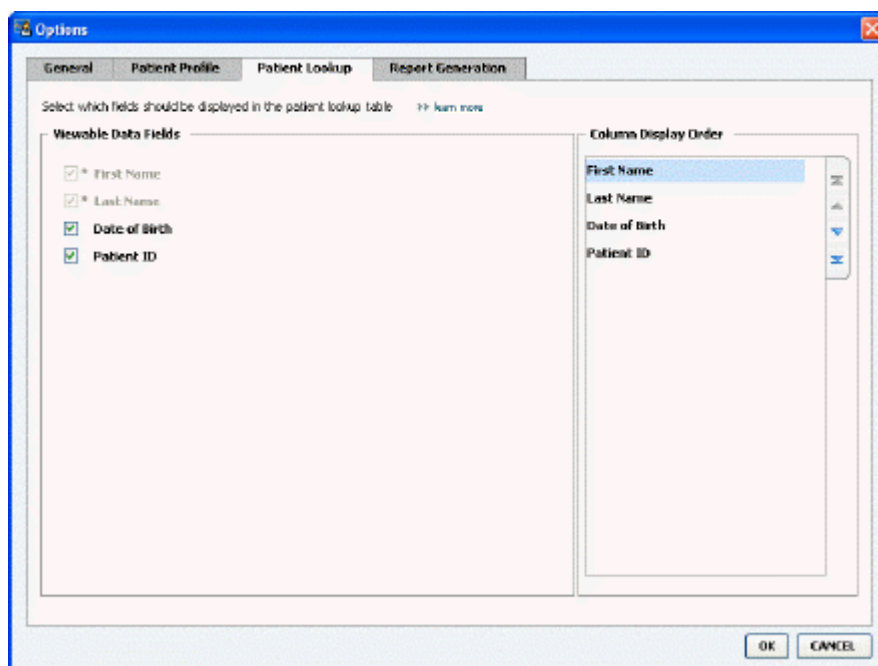 Options
General Patient Profile Patient Lookup Report Generation
Select which fields should be displayed in the patient lookup table >> learn more
Viewable Data Fields
* First Name
* Last Name
Date of Birth
Patient ID
Column Display Order
First Name
Last Name
Date of Birth
Patient ID
OK CANCEL